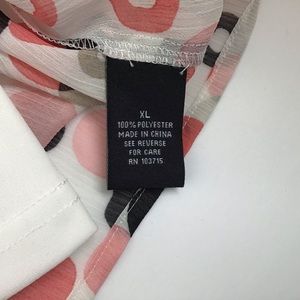 XL
100% POLYESTER
MADE IN CHINA
SEE REVERSE
FOR CARE
RN 103715